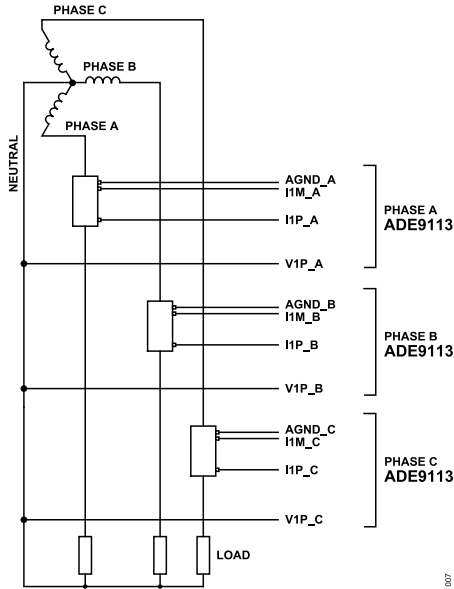 PHASE C
PHASE B
PHASE A
NEUTRAL
AGND_A
I1M_A
I1P_A
V1P_A
PHASE A
ADE9113
AGND_B
I1M_B
I1P_B
V1P_B
PHASE B
ADE9113
AGND_C
I1M_C
I1P_C
V1P_C
PHASE C
ADE9113
LOAD
007